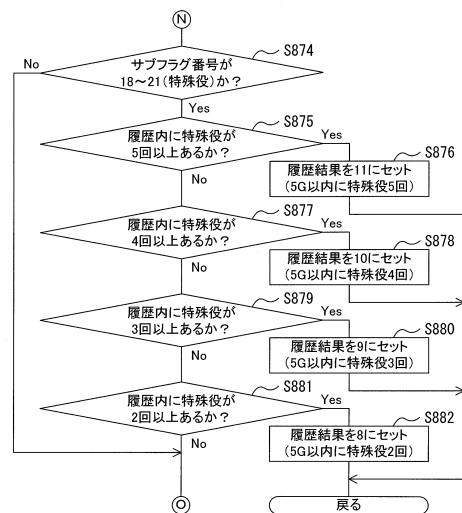 N
S874
No
サブフラグ番号が
18～21(特殊役)か？
Yes
S875
履歴内に特殊役が
5回以上あるか？
Yes
S876
履歴結果を11にセット
(5G以内に特殊役5回)
No
S877
履歴内に特殊役が
4回以上あるか？
Yes
S878
履歴結果を10にセット
(5G以内に特殊役4回)
No
S879
履歴内に特殊役が
3回以上あるか？
Yes
S880
履歴結果を9にセット
(5G以内に特殊役3回)
No
S881
履歴内に特殊役が
2回以上あるか？
Yes
S882
履歴結果を8にセット
(5G以内に特殊役2回)
No
O
戻る